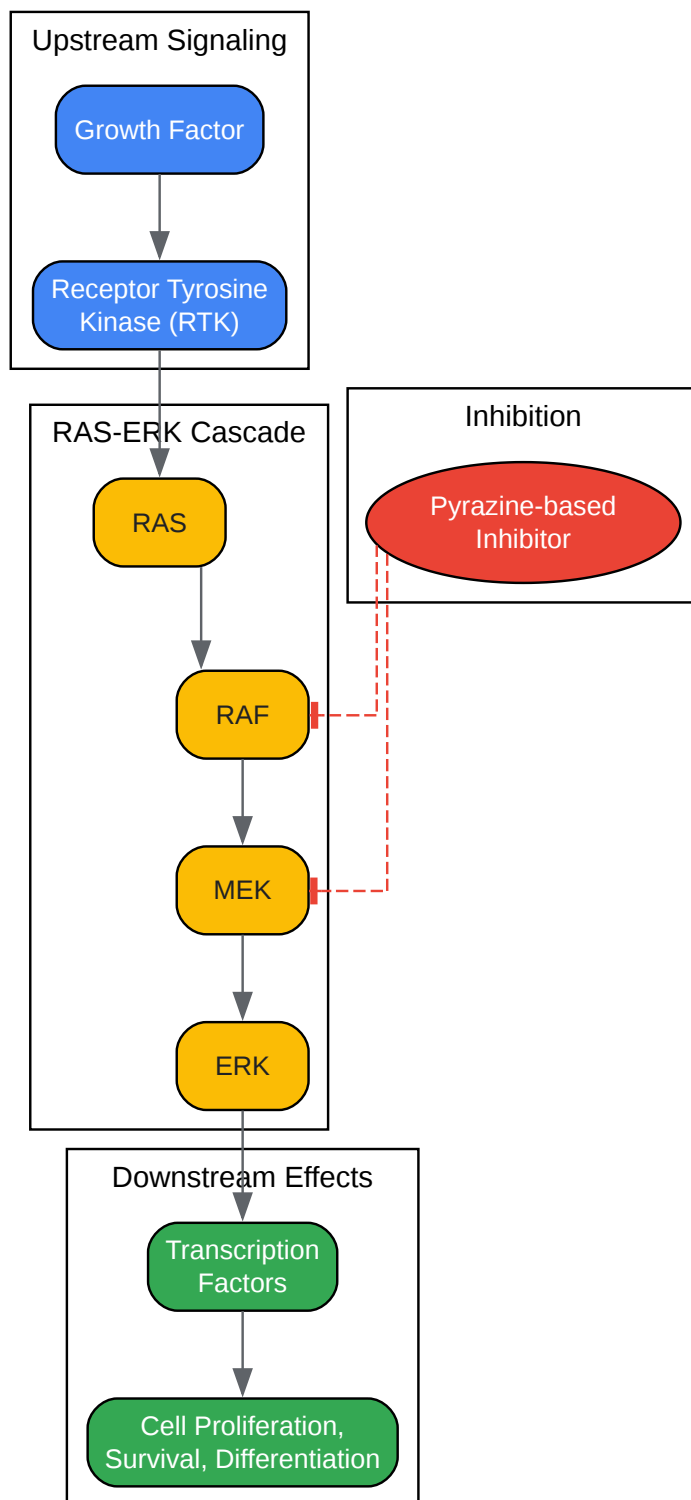 Upstream Signaling
Growth Factor
Receptor Tyrosine
Kinase (RTK)
RAS-ERK Cascade
RAS
RAF
MEK
ERK
Inhibition
Pyrazine-based
Inhibitor
Downstream Effects
Transcription
Factors
Cell Proliferation,
Survival, Differentiation